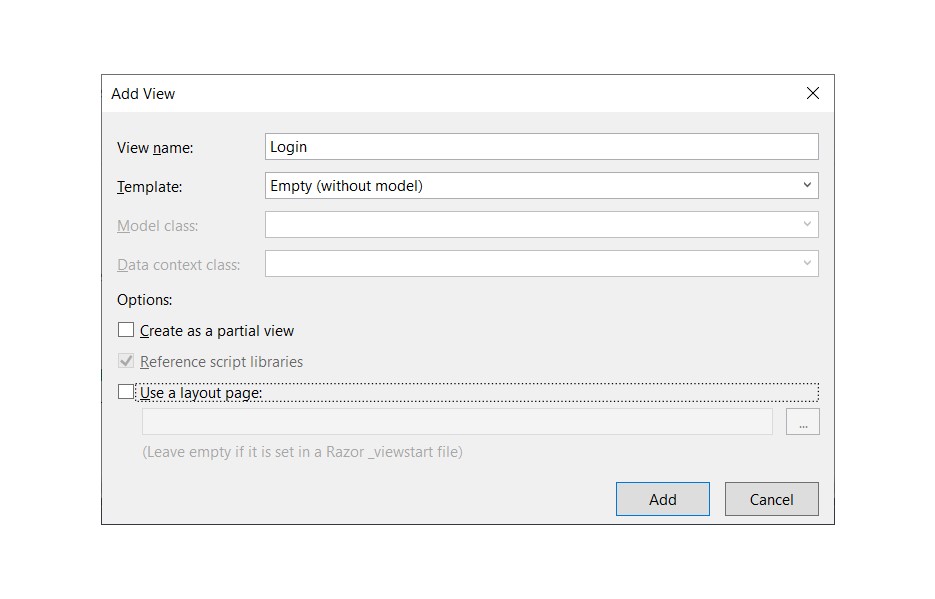 Add View
View name: Login
Template: Empty (without model)
Model class:
Data context class:
Options:
Create as a partial view
Reference script libraries
Use a layout page:
...
(Leave empty if it is set in a Razor _viewstart file)
Add Cancel